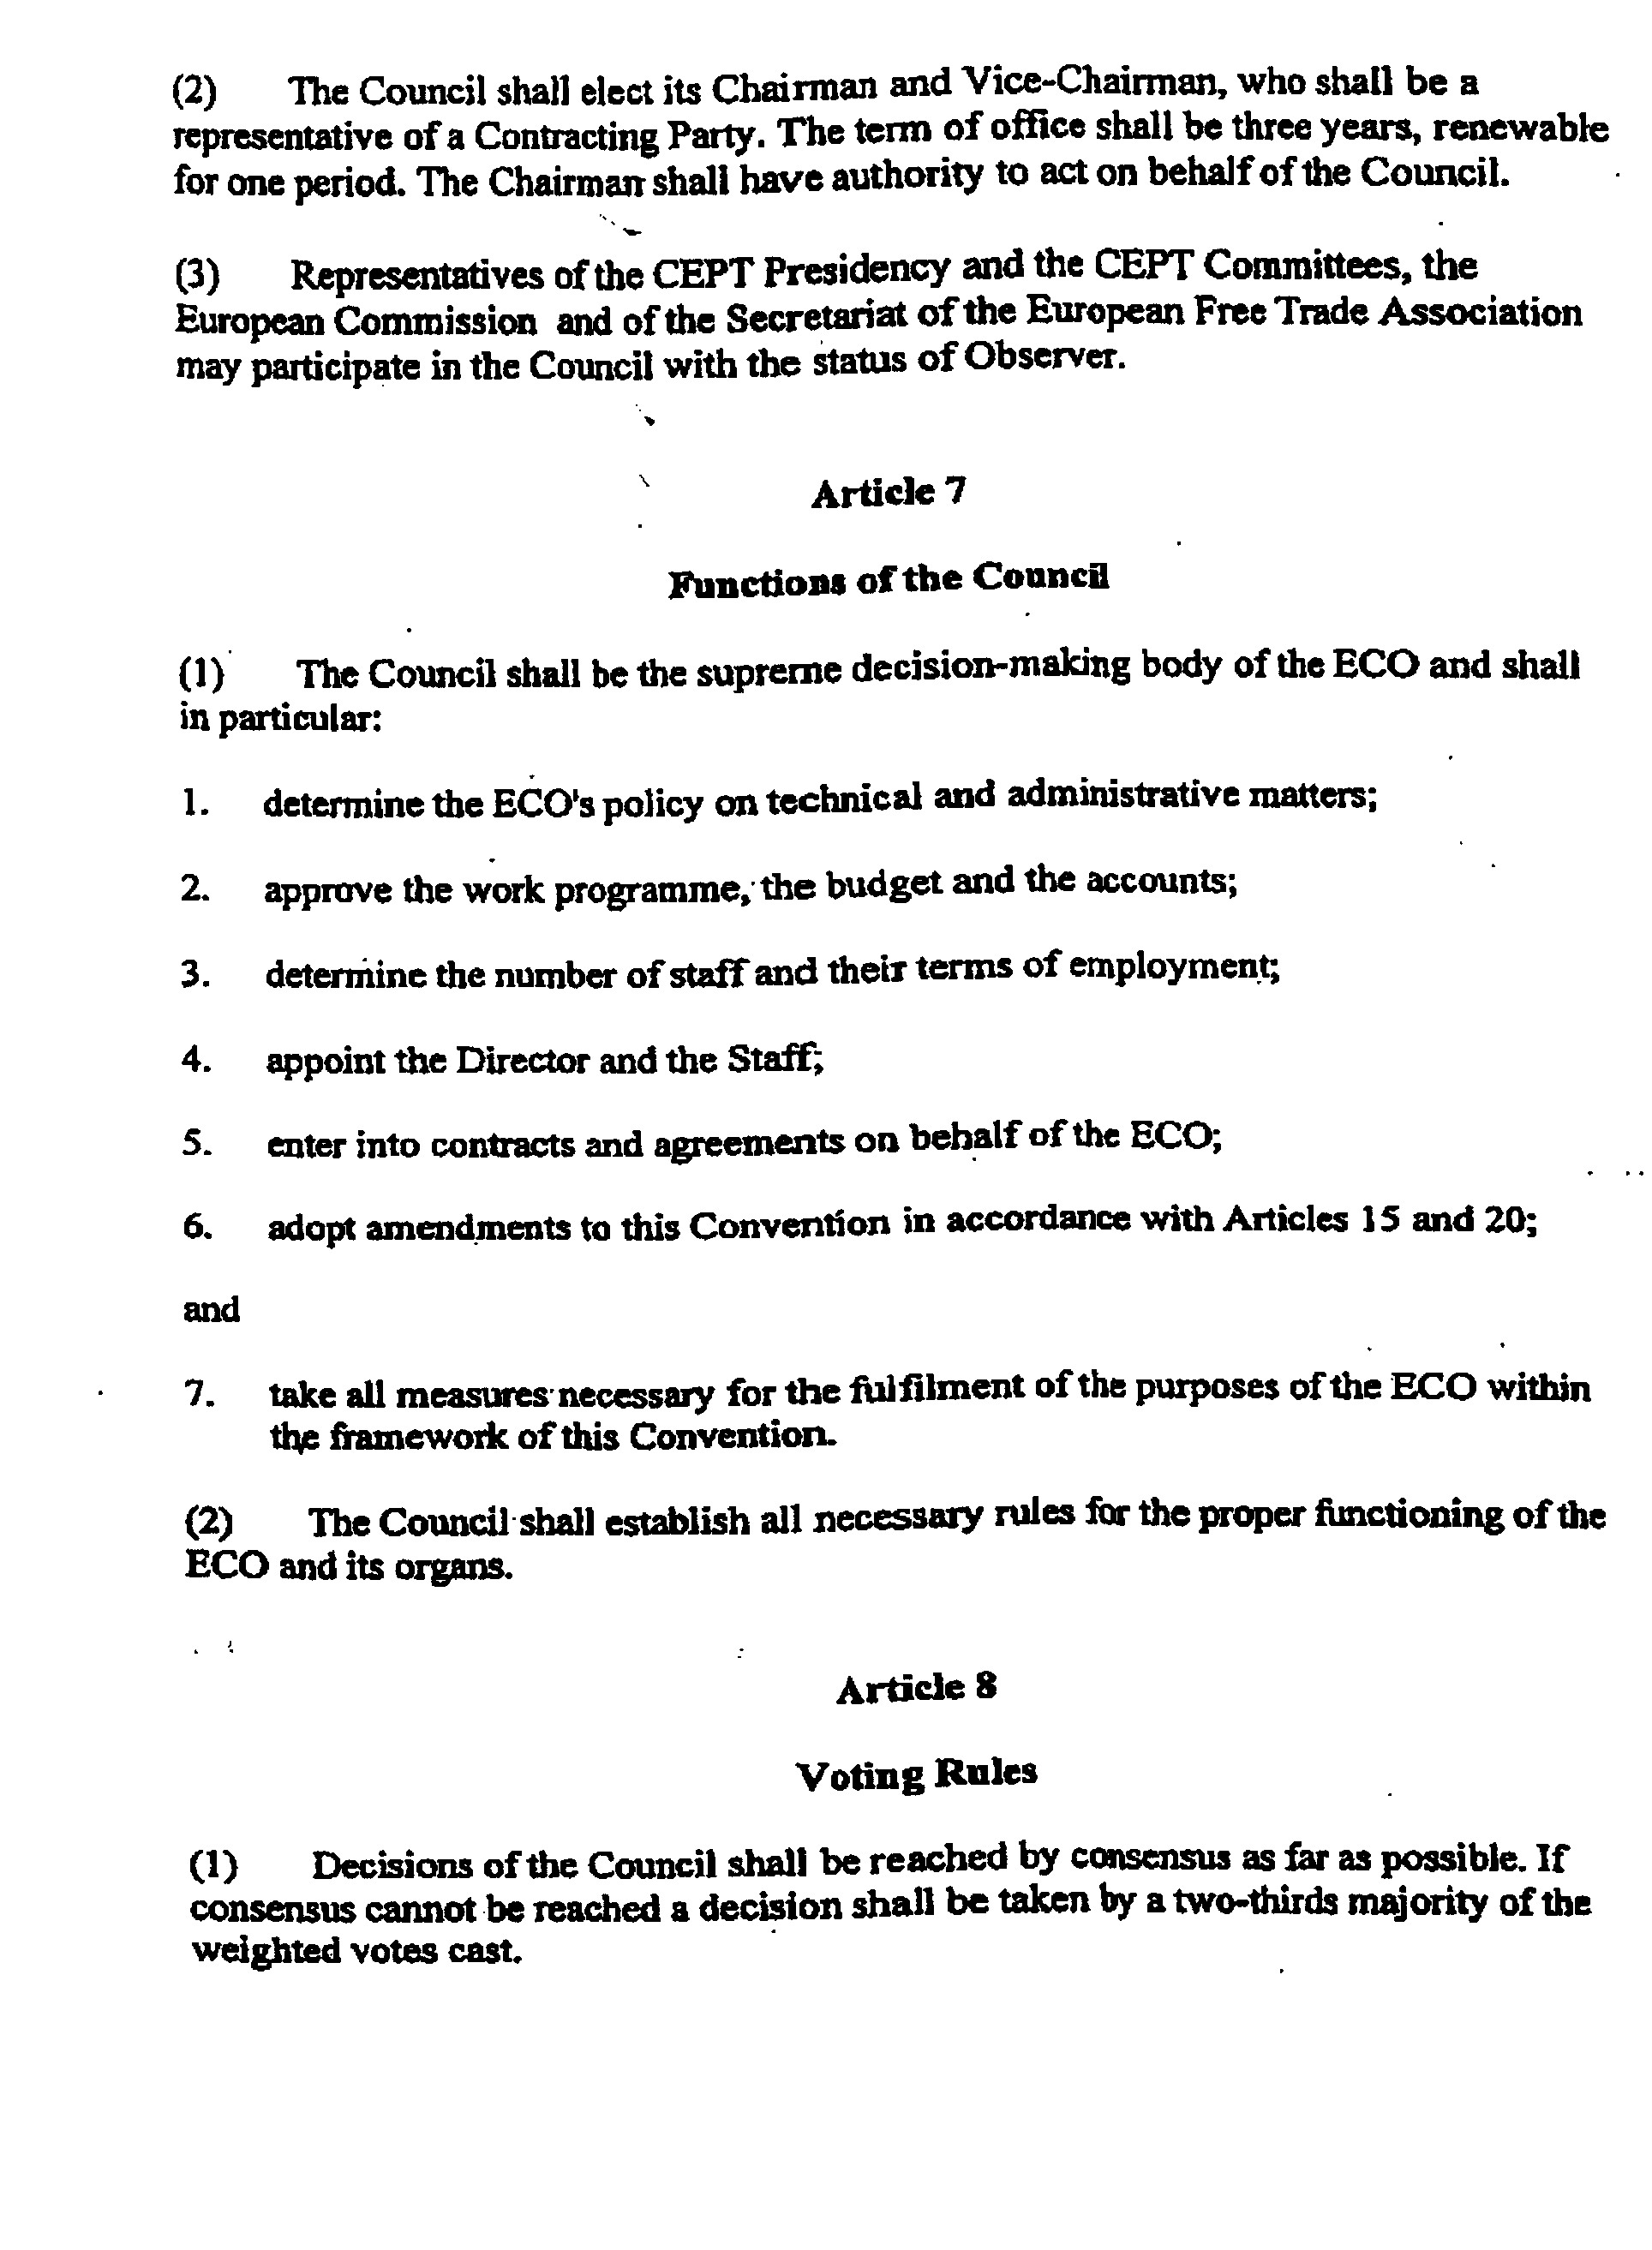 (2) The Council shall elect its Chairman and Vice-Chairman, who shall be a
representative of a Contracting Party. The term of office shall be three years, renewable
for one period. The Chairman shall have authority to act on behalf of the Council.
(3) Representatives of the CEPT Presidency and the CEPT Committees, the
European Commission and of the Secretariat of the European Free Trade Association
may participate in the Council with the status of Observer.
Article 7
Functions of the Council
(1) The Council shall be the supreme decision-making body of the ECO and shall
in particular:
1. determine the ECO's policy on technical and administrative matters;
2. approve the work programme, the budget and the accounts;
3. determine the number of staff and their terms of employment;
4. appoint the Director and the Staff;
5. enter into contracts and agreements on behalf of the ECO;
6. adopt amendments to this Convention in accordance with Articles 15 and 20;
and
7. take all measures necessary for the fulfilment of the purposes of the ECO within
the framework of this Convention.
(2) The Council shall establish all necessary rules for the proper functioning of the
ECO and its organs.
Article 8
Voting Rules
(1) Decisions of the Council shall be reached by consensus as far as possible. If
consensus cannot be reached a decision shall be taken by a two-thirds majority of the
weighted votes cast.